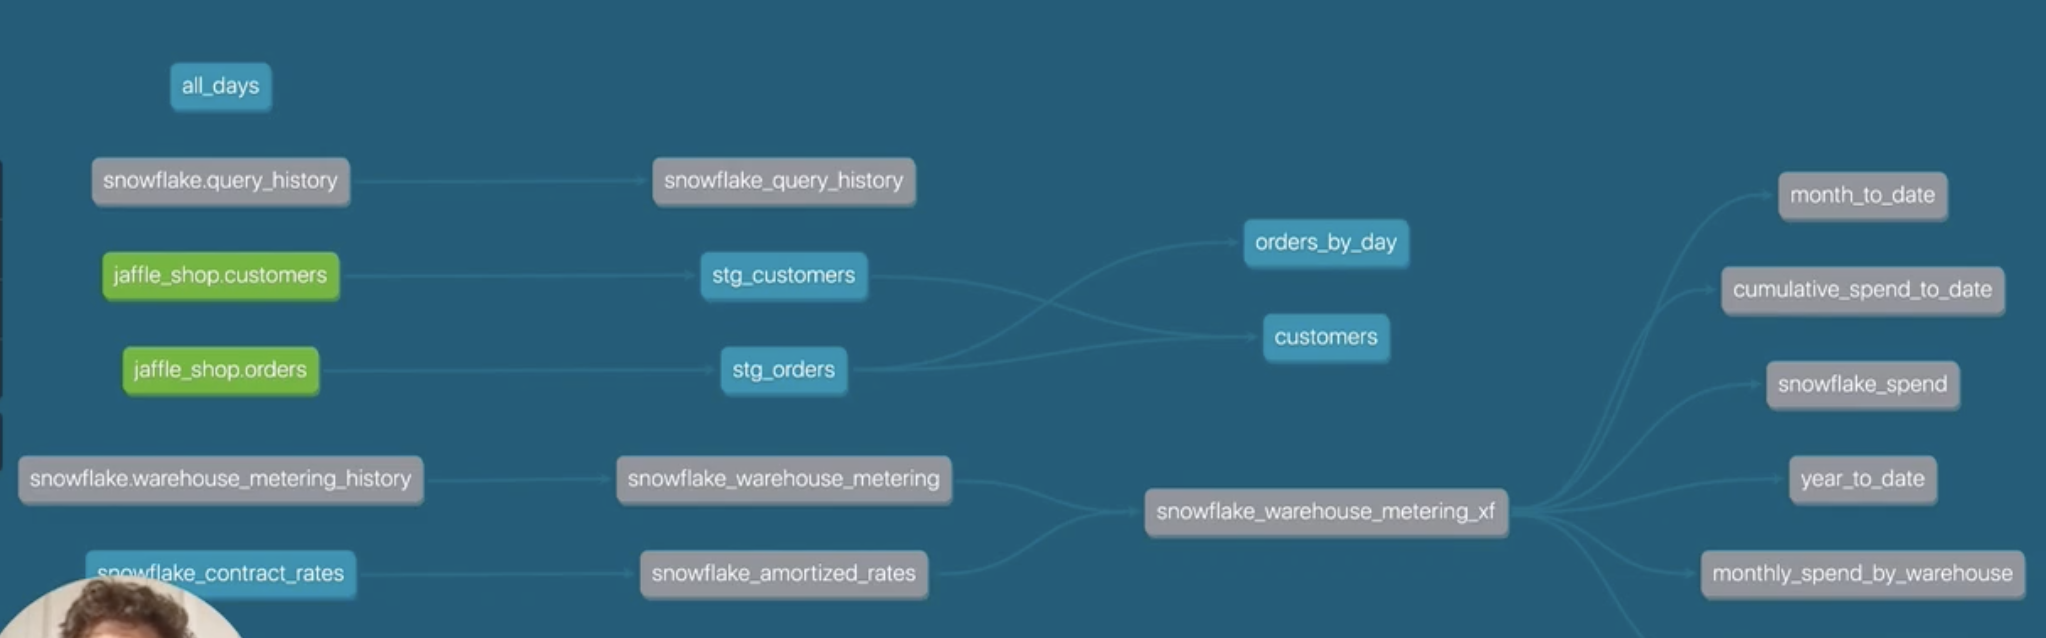 all_days
snowflake.query_history
snowflake_query_history
month_to_date
orders_by_day
jaffle_shop.customers
stg_customers
cumulative_spend_to_date
customers
jaffle_shop.orders
stg_orders
snowflake_spend
snowflake.warehouse_metering_history
snowflake_warehouse_metering
year_to_date
snowflake_warehouse_metering_xf
snowflake_contract_rates
snowflake_amortized_rates
monthly_spend_by_warehouse